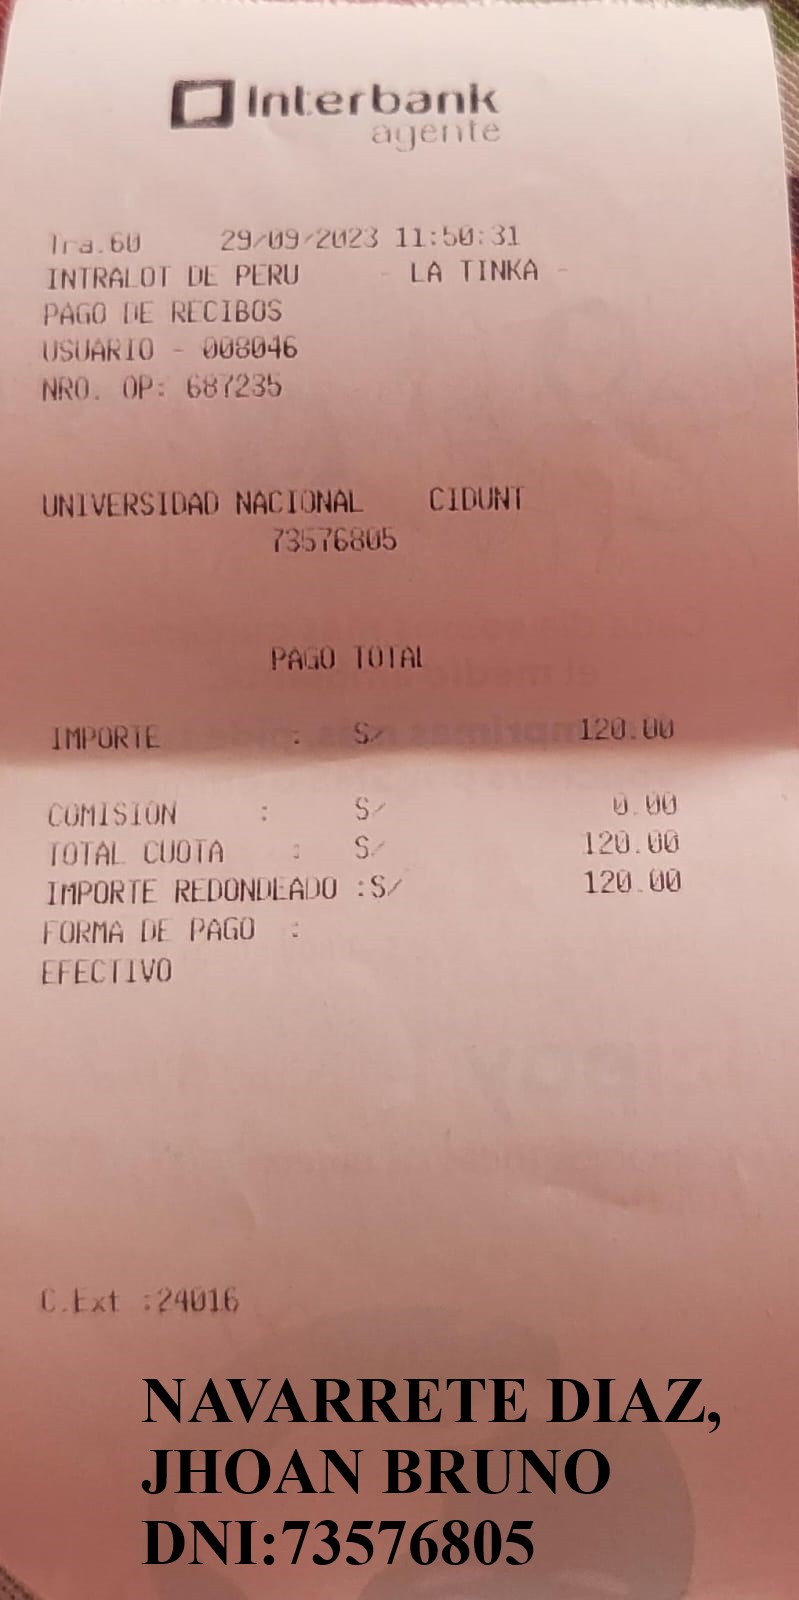 Interbank
agente
Tra.60 29/09/2023 11:50:31
INTRALOT DE PERU - LA TINKA -
PAGO DE RECIBOS
USUARIO - 008046
NRO. OP: 687235
UNIVERSIDAD NACIONAL CIDUNT
73576805
PAGO TOTAL
IMPORTE : S/ 120.00
COMISION : S/ 0.00
TOTAL CUOTA : S/ 120.00
IMPORTE REDONDEADO :S/ 120.00
FORMA DE PAGO :
EFECTIVO
C.Ext :24016
NAVARRETE DIAZ,
JHOAN BRUNO
DNI:73576805